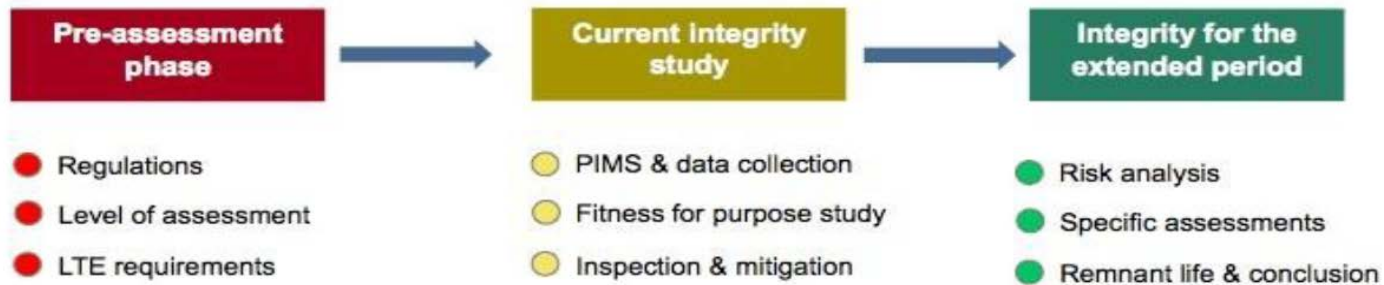 Pre-assessment
phase
Current integrity
study
Integrity for the
extended period
Regulations
Level of assessment
LTE requirements
PIMS & data collection
Fitness for purpose study
Inspection & mitigation
Risk analysis
Specific assessments
Remnant life & conclusion